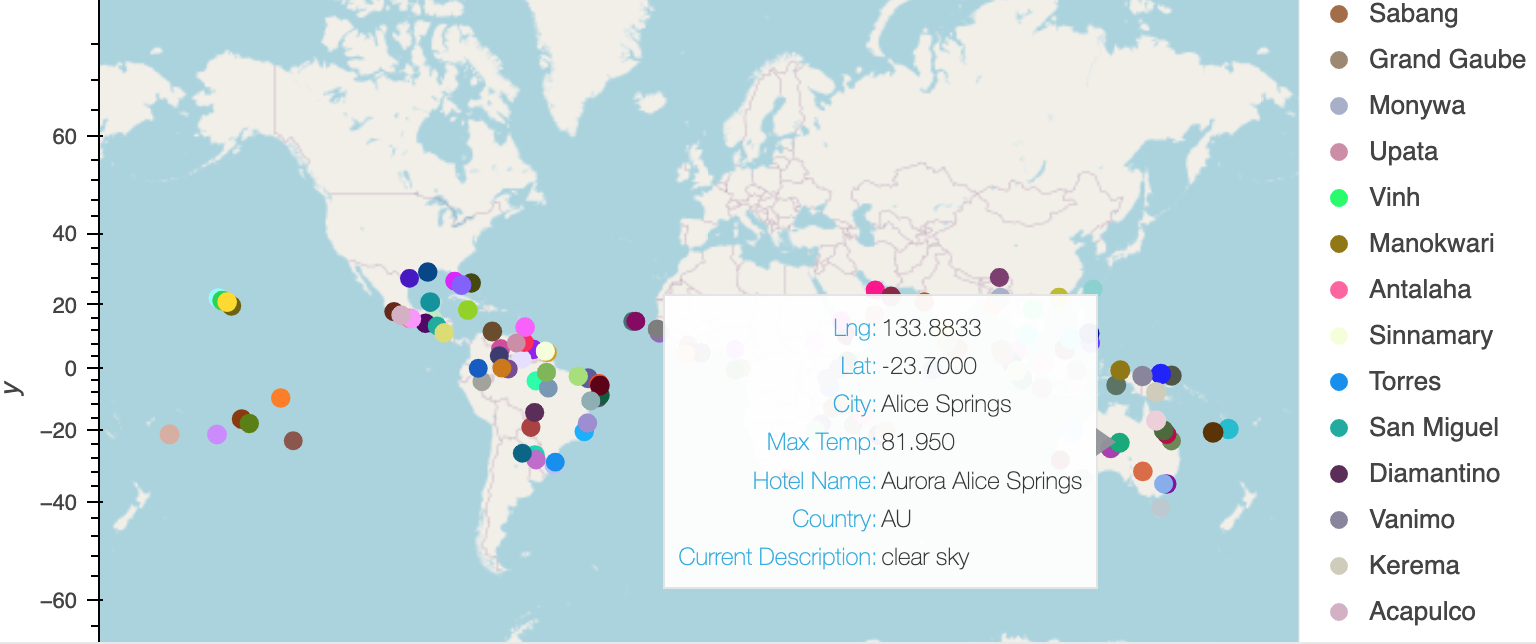 60
40
20
0
−20
−40
−60
y
Lng: 133.8833
Lat: -23.7000
City: Alice Springs
Max Temp: 81.950
Hotel Name: Aurora Alice Springs
Country: AU
Current Description: clear sky
Sabang
Grand Gaube
Monywa
Upata
Vinh
Manokwari
Antalaha
Sinnamary
Torres
San Miguel
Diamantino
Vanimo
Kerema
Acapulco